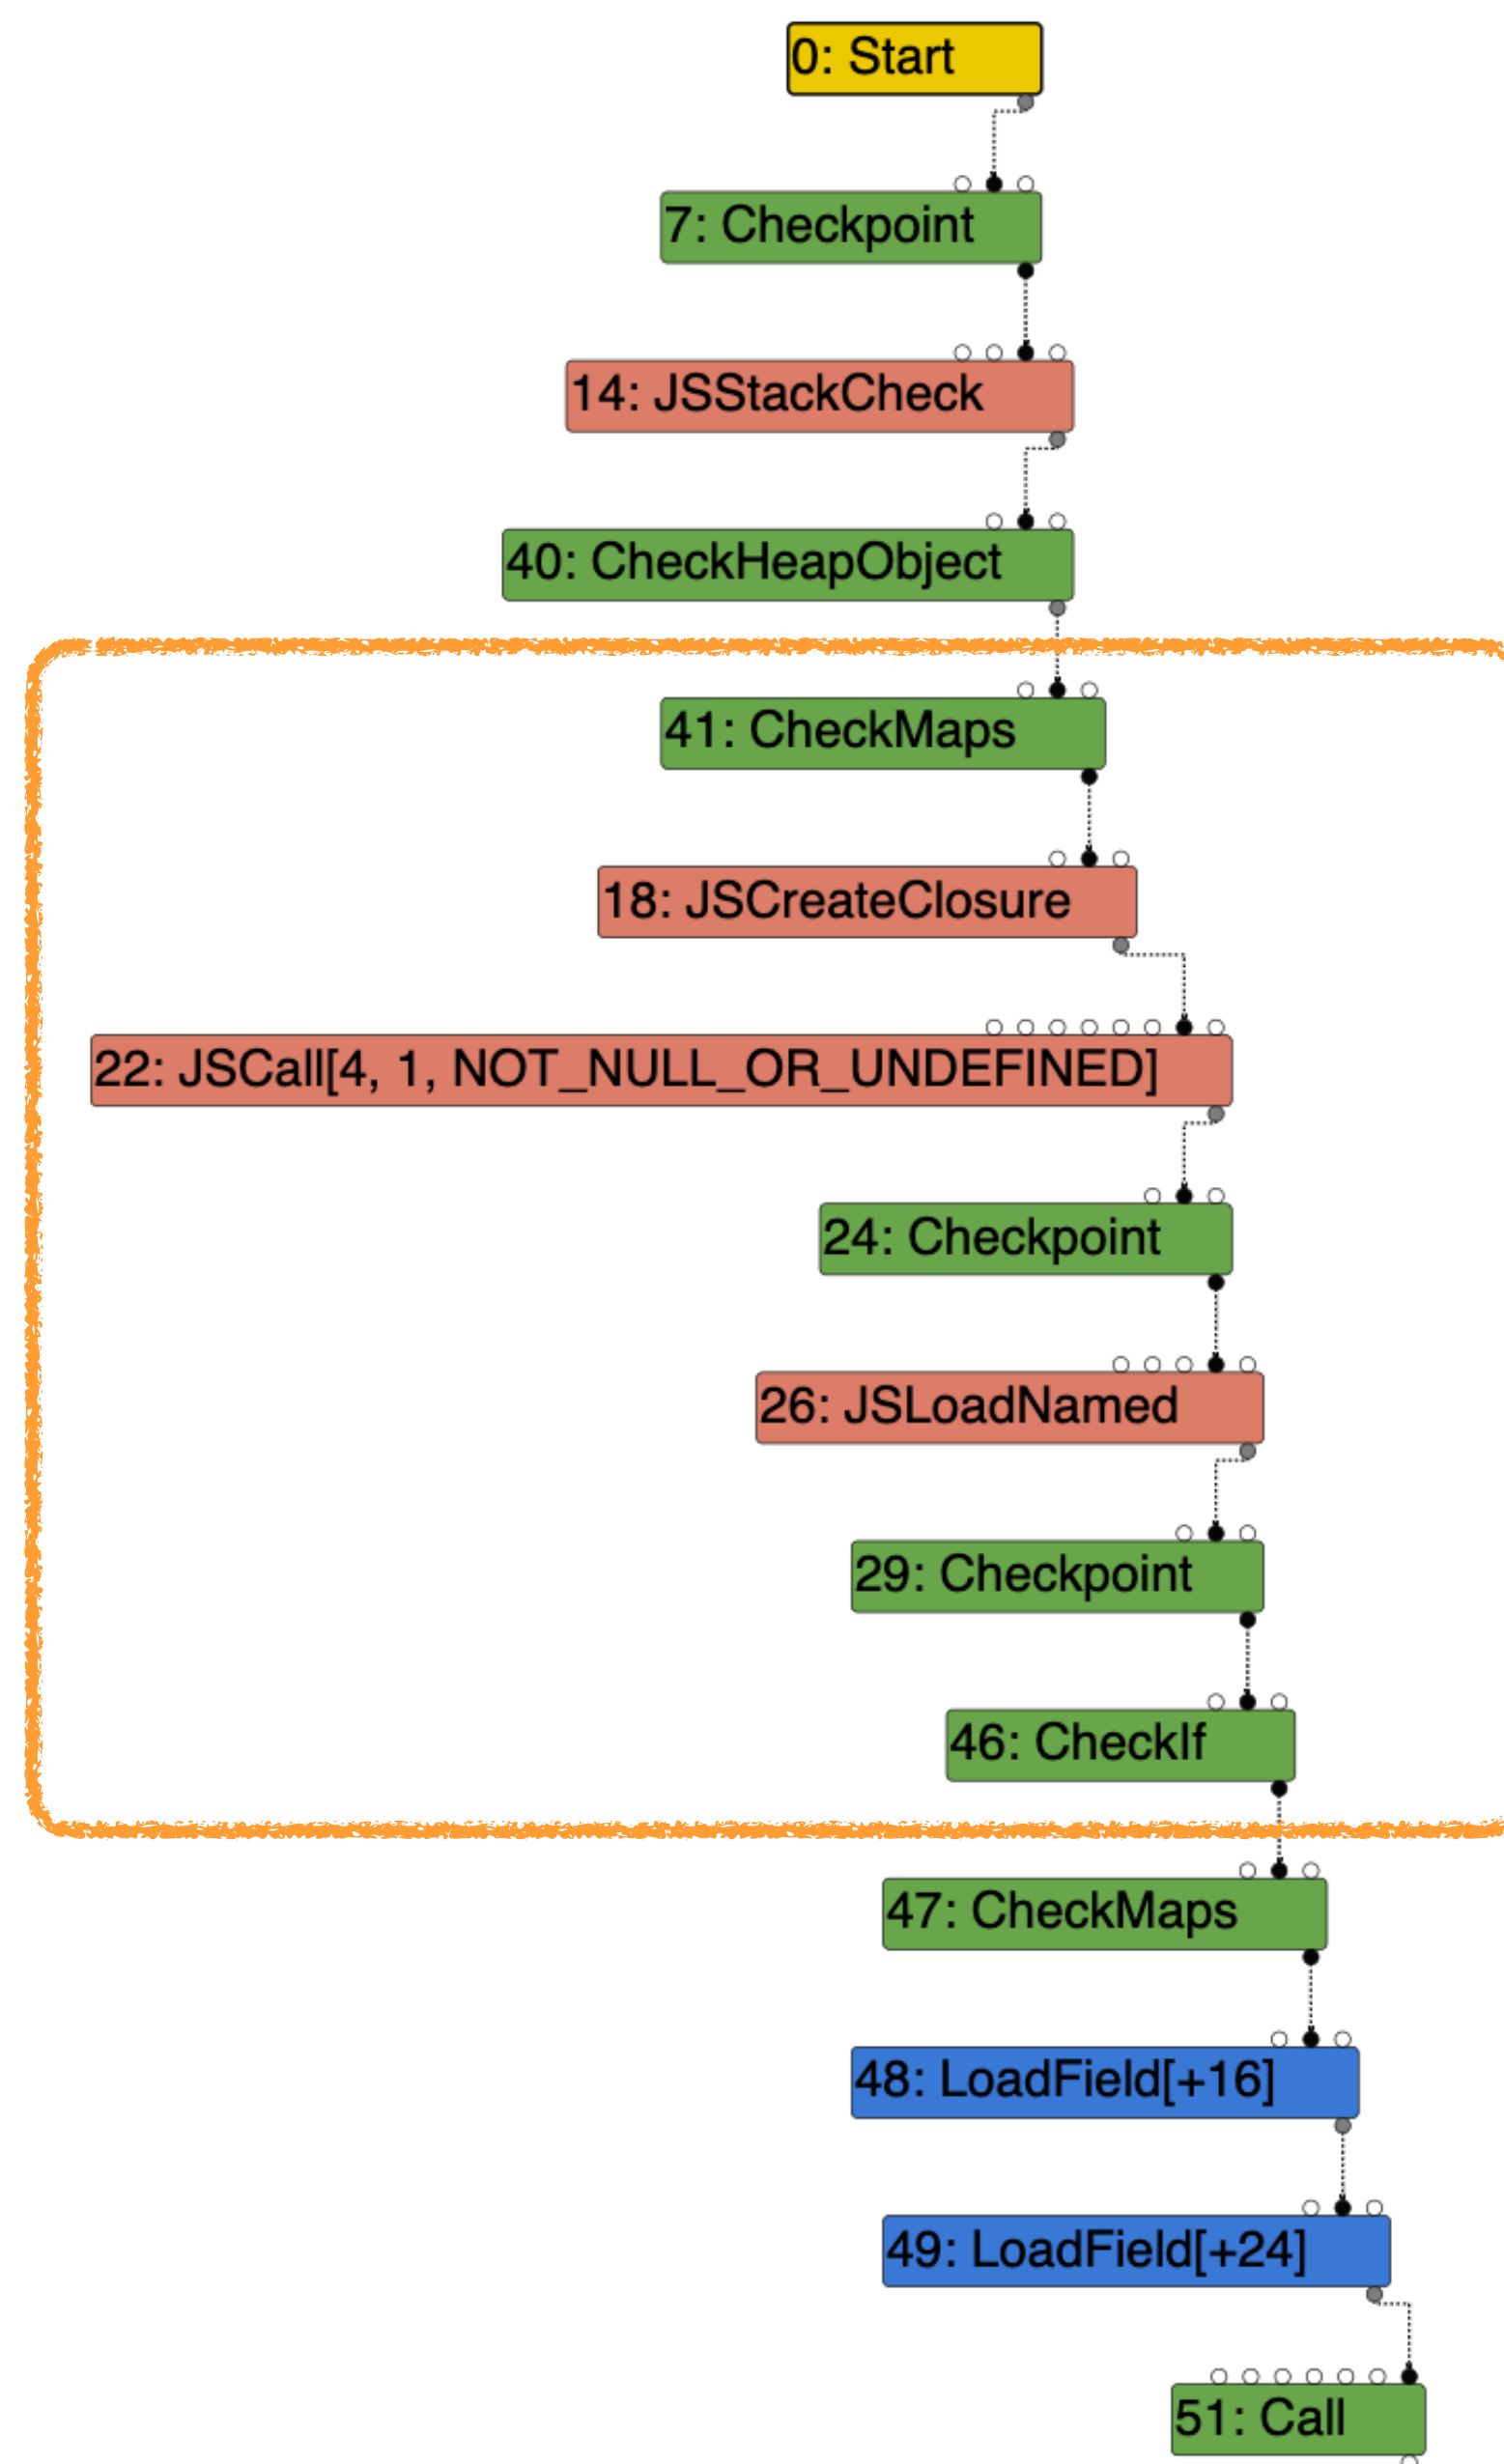 0: Start
7: Checkpoint
14: JSStackCheck
40: CheckHeapObject
41: CheckMaps
18: JSCreateClosure
22: JSCall[4, 1, NOT_NULL_OR_UNDEFINED]
24: Checkpoint
26: JSLoadNamed
29: Checkpoint
46: CheckIf
47: CheckMaps
48: LoadField[+16]
49: LoadField[+24]
51: Call